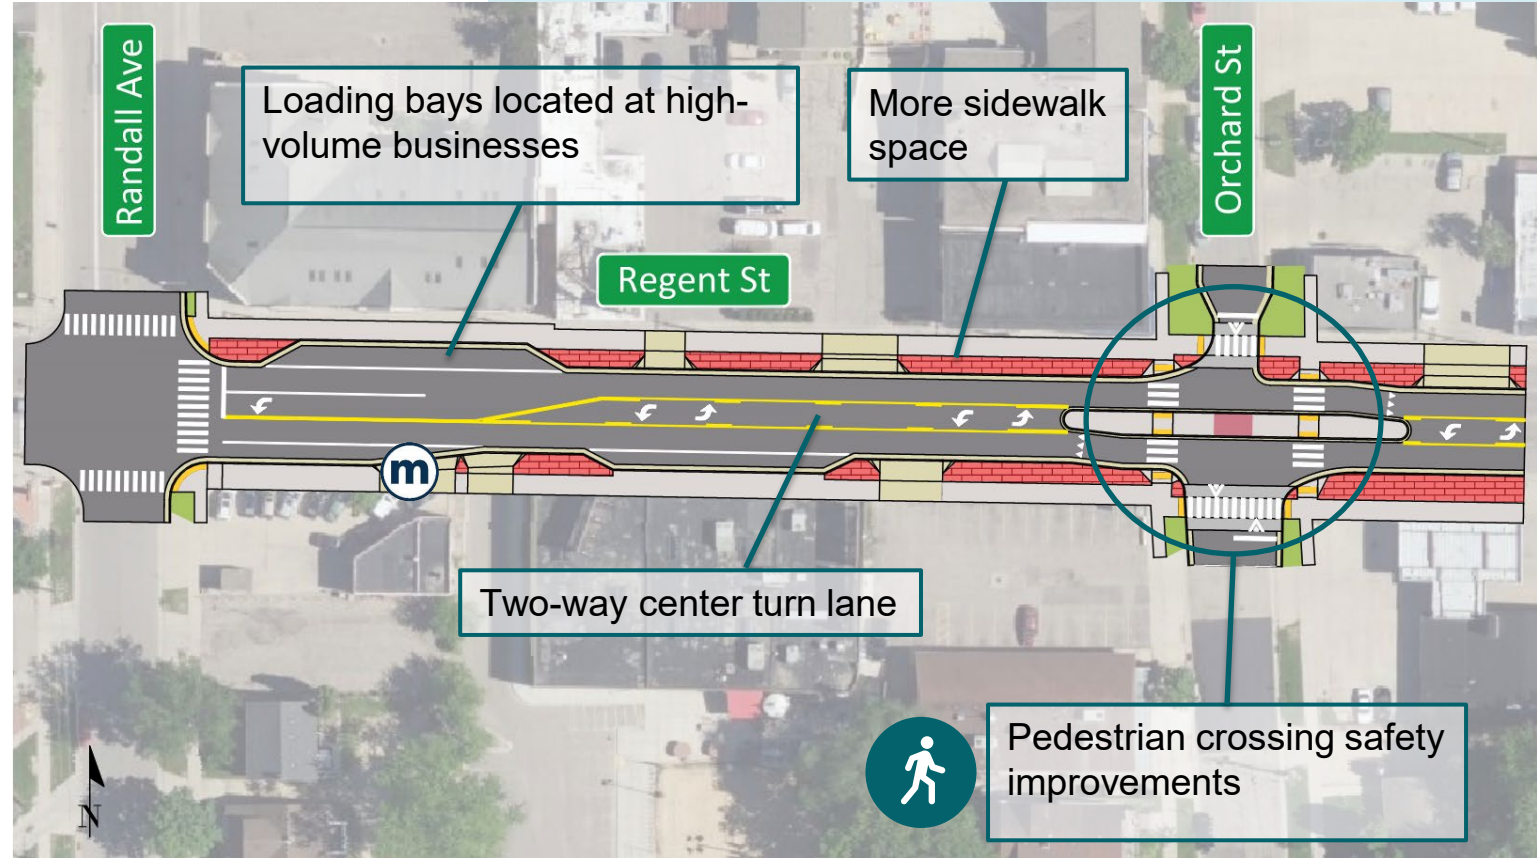 Randall Ave
Loading bays located at high-
volume businesses
More sidewalk
space
Orchard St
Regent St
m
Two-way center turn lane
Pedestrian crossing safety
improvements
N